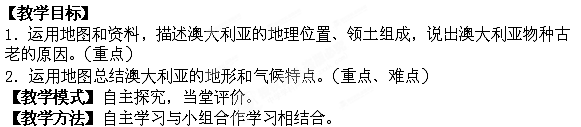 【教学目标】
1．运用地图和资料，描述澳大利亚的地理位置、领土组成，说出澳大利亚物种古
老的原因。（重点）
2．运用地图总结澳大利亚的地形和气候特点。（重点、难点）
【教学模式】自主探究，当堂评价。
【教学方法】自主学习与小组合作学习相结合。